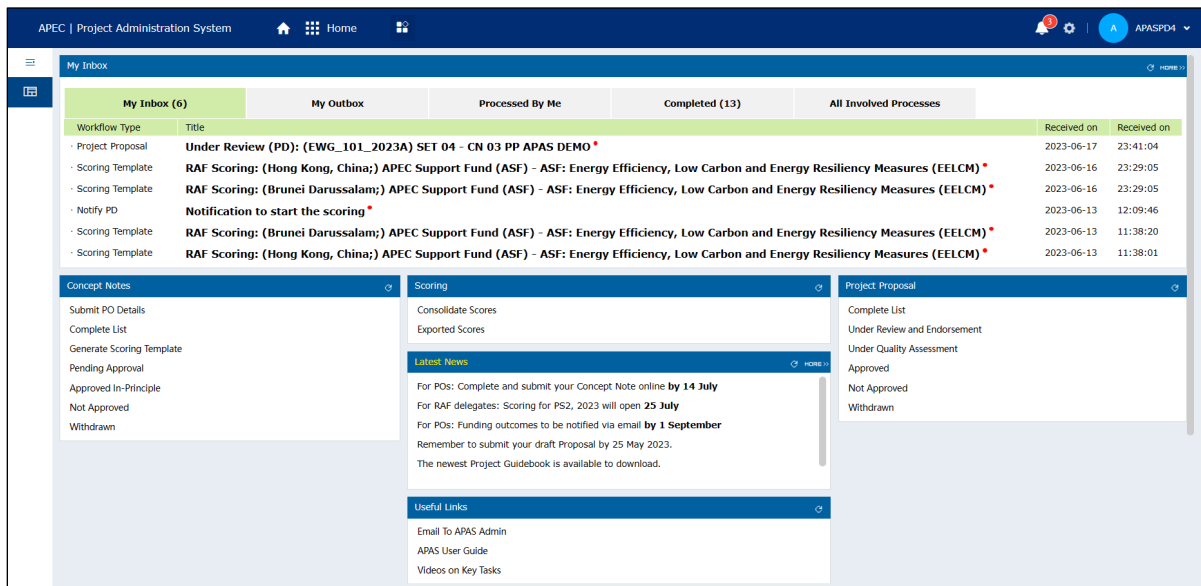 APEC | Project Administration System Home 3 A APASPD4
My Inbox MORE >>
My Inbox (6) My Outbox Processed By Me Completed (13) All Involved Processes
Workflow Type Title Received on Received on
· Project Proposal Under Review (PD): (EWG_101_2023A) SET 04 - CN 03 PP APAS DEMO 2023-06-17 23:41:04
· Scoring Template RAF Scoring: (Hong Kong, China;) APEC Support Fund (ASF) - ASF: Energy Efficiency, Low Carbon and Energy Resiliency Measures (EELCM) 2023-06-16 23:29:05
· Scoring Template RAF Scoring: (Brunei Darussalam;) APEC Support Fund (ASF) - ASF: Energy Efficiency, Low Carbon and Energy Resiliency Measures (EELCM) 2023-06-16 23:29:05
· Notify PD Notification to start the scoring 2023-06-13 12:09:46
· Scoring Template RAF Scoring: (Brunei Darussalam;) APEC Support Fund (ASF) - ASF: Energy Efficiency, Low Carbon and Energy Resiliency Measures (EELCM) 2023-06-13 11:38:20
· Scoring Template RAF Scoring: (Hong Kong, China;) APEC Support Fund (ASF) - ASF: Energy Efficiency, Low Carbon and Energy Resiliency Measures (EELCM) 2023-06-13 11:38:01
Concept Notes
Submit PO Details
Complete List
Generate Scoring Template
Pending Approval
Approved In-Principle
Not Approved
Withdrawn
Scoring
Consolidate Scores
Exported Scores
Latest News MORE >>
For POs: Complete and submit your Concept Note online by 14 July
For RAF delegates: Scoring for PS2, 2023 will open 25 July
For POs: Funding outcomes to be notified via email by 1 September
Remember to submit your draft Proposal by 25 May 2023.
The newest Project Guidebook is available to download.
Useful Links
Email To APAS Admin
APAS User Guide
Videos on Key Tasks
Project Proposal
Complete List
Under Review and Endorsement
Under Quality Assessment
Approved
Not Approved
Withdrawn